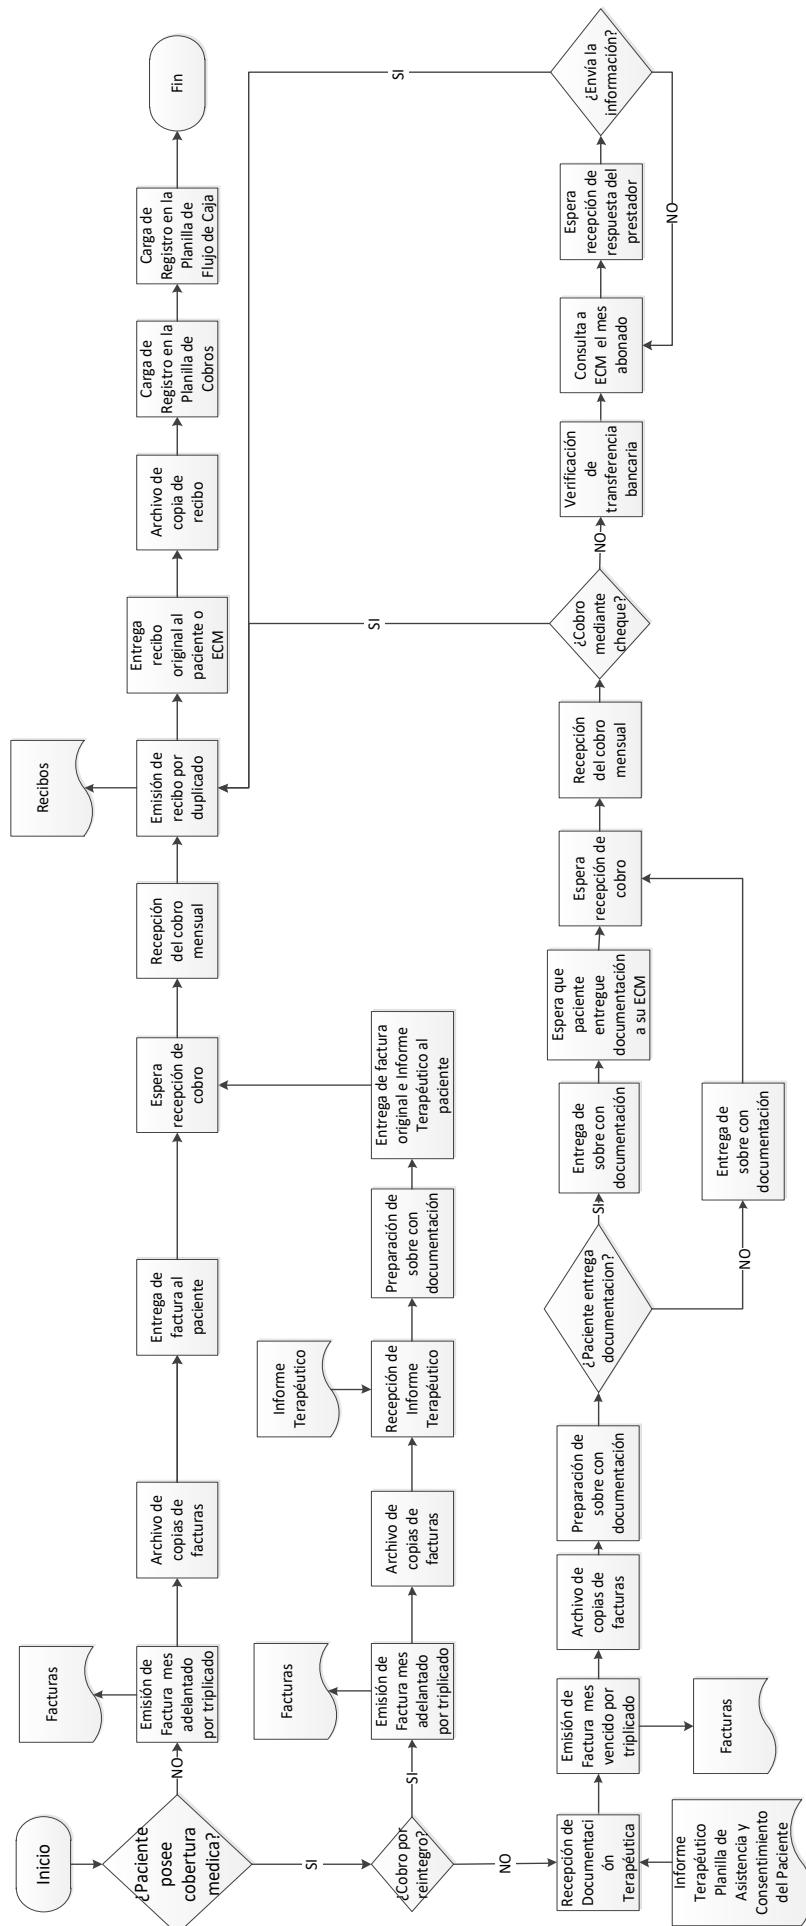 Inicio
¿Paciente
posee
cobertura
medica?
NO
Emisión de
Factura mes
adelantado
por triplicado
Facturas
Archivo de
copias de
facturas
Entrega de
factura al
paciente
Espera
recepción de
cobro
Recepción
del cobro
mensual
Emisión de
recibo por
duplicado
Recibos
Entrega
recibo
original al
paciente o
ECM
Archivo de
copia de
recibo
Carga de
Registro en la
Planilla de
Cobros
Carga de
Registro en la
Planilla de
Flujo de Caja
Fin
SI
¿Cobro por
reintegro?
SI
Emisión de
Factura mes
adelantado
por triplicado
Facturas
Archivo de
copias de
facturas
Recepción de
Informe
Terapéutico
Informe
Terapéutico
Preparación de
sobre con
documentación
Entrega de factura
original e Informe
Terapéutico al
paciente
NO
Recepción de
Documentaci
ón
Terapéutica
Informe
Terapéutico
Planilla de
Asistencia y
Consentimiento
del Paciente
Emisión de
Factura mes
vencido por
triplicado
Facturas
Archivo de
copias de
facturas
Preparación de
sobre con
documentación
¿Paciente entrega
documentacion?
SI
Entrega de
sobre con
documentación
Espera que
paciente
entregue
documentación
a su ECM
NO
Entrega de
sobre con
documentación
Espera
recepción de
cobro
Recepción
del cobro
mensual
¿Cobro
mediante
cheque?
SI
NO
Verificación
de
transferencia
bancaria
Consulta a
ECM el mes
abonado
Espera
recepción de
respuesta del
prestador
¿Envía la
información?
SI
NO